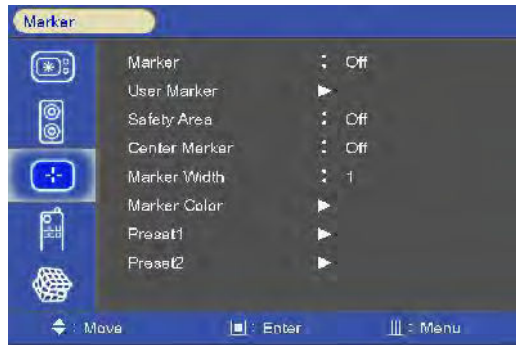 Marker
Marker : Off
User Marker ▶
Safety Area : Off
Center Marker : Off
Marker Width : 1
Marker Color ▶
Preset1 ▶
Preset2 ▶
: Move : Enter : Menu